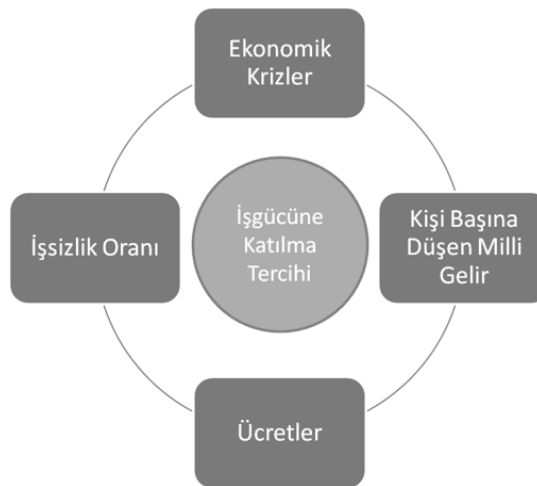 Ekonomik
Krizler
İşsizlik Oranı
İşgücüne
Katılma
Tercihi
Kişi Başına
Düşen Milli
Gelir
Ücretler